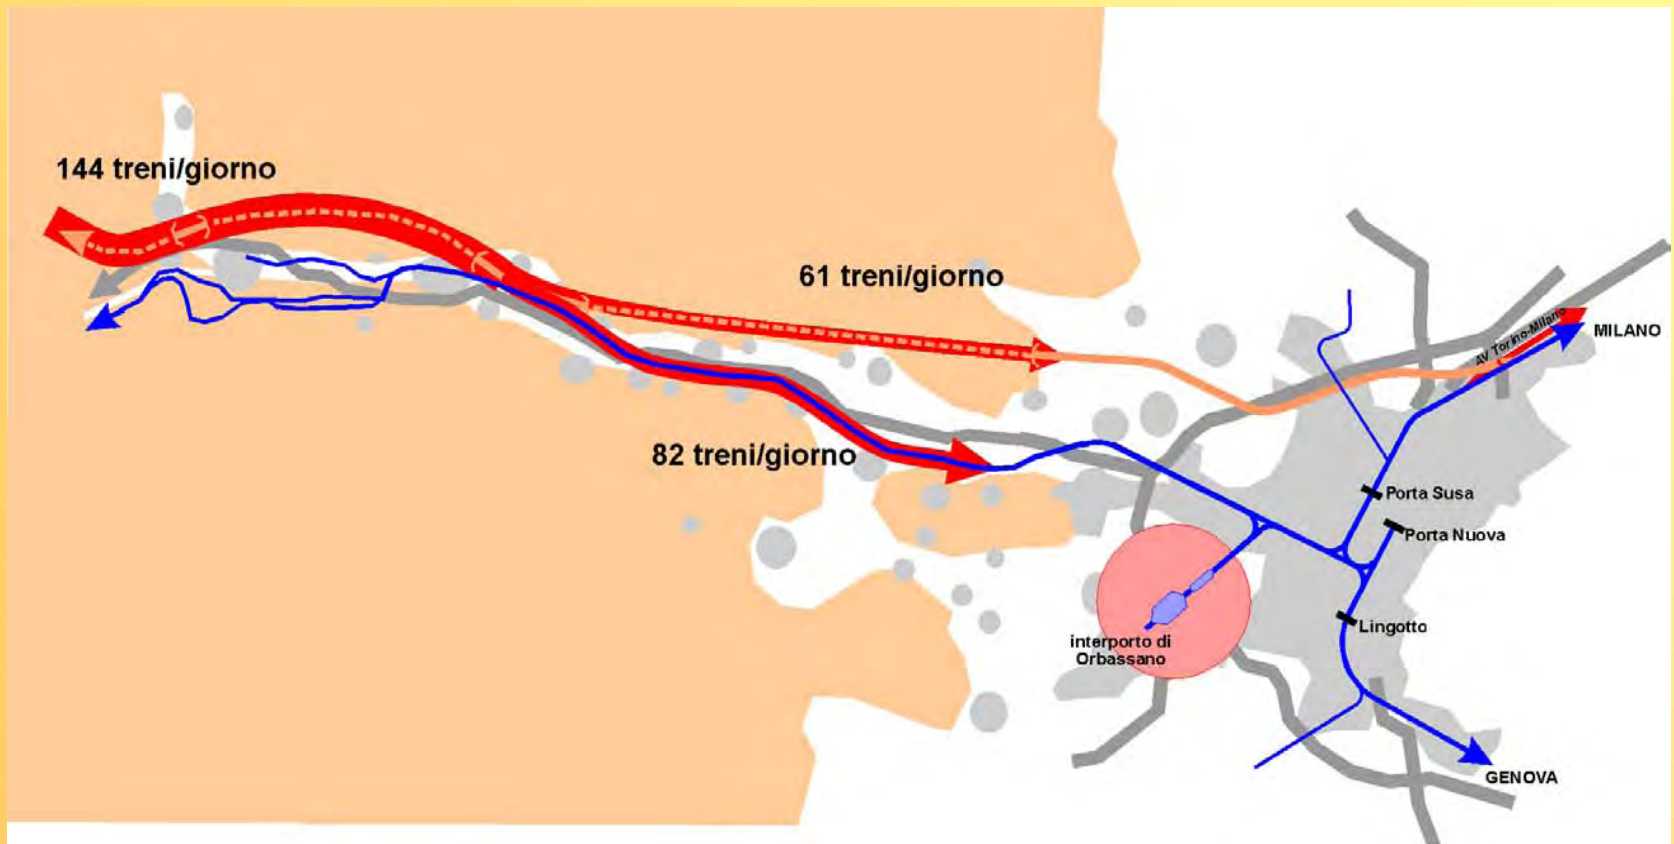 144 treni/giorno
61 treni/giorno
AV Torino-Milano
MILANO
82 treni/giorno
Porta Susa
Porta Nuova
Lingotto
interporto di
Orbassano
GENOVA